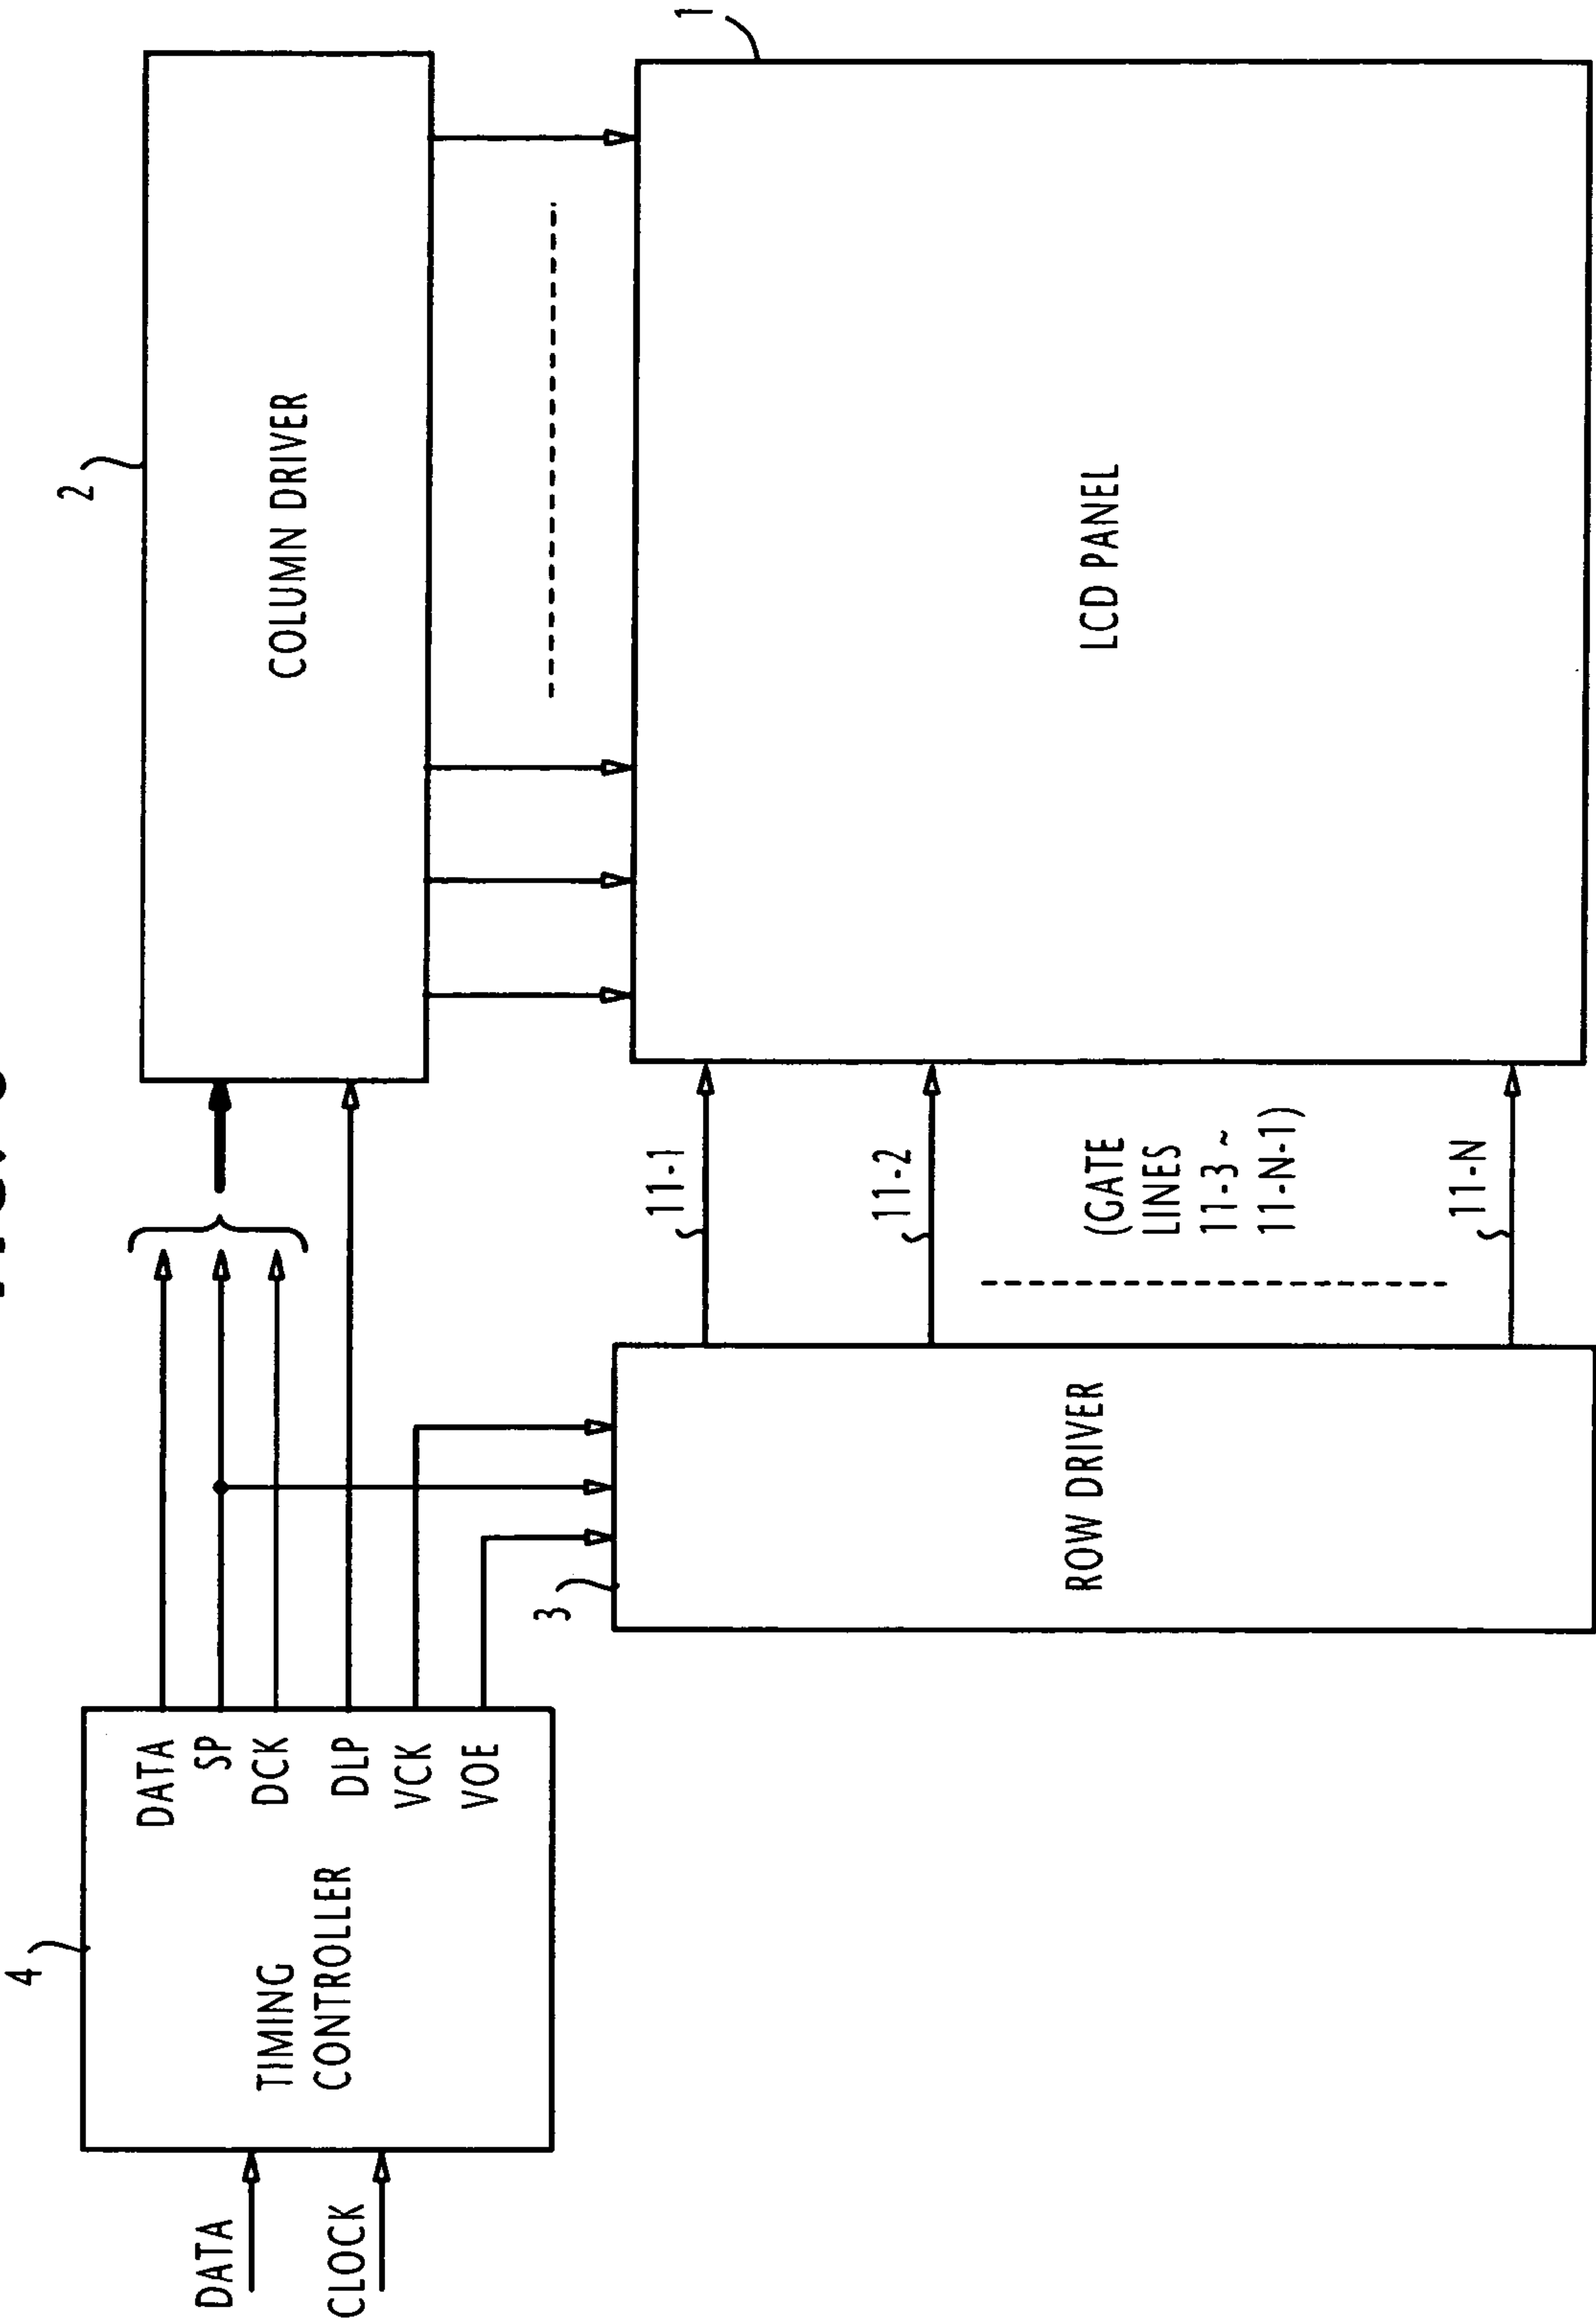 2
COLUMN DRIVER
1
LCD PANEL
4
TIMING
CONTROLLER
DATA
SP
DCK
DLP
VCK
VOE
DATA
CLOCK
3
ROW DRIVER
11-1
11-2
(GATE
LINES
11-3 ~
11-N-1)
11-N